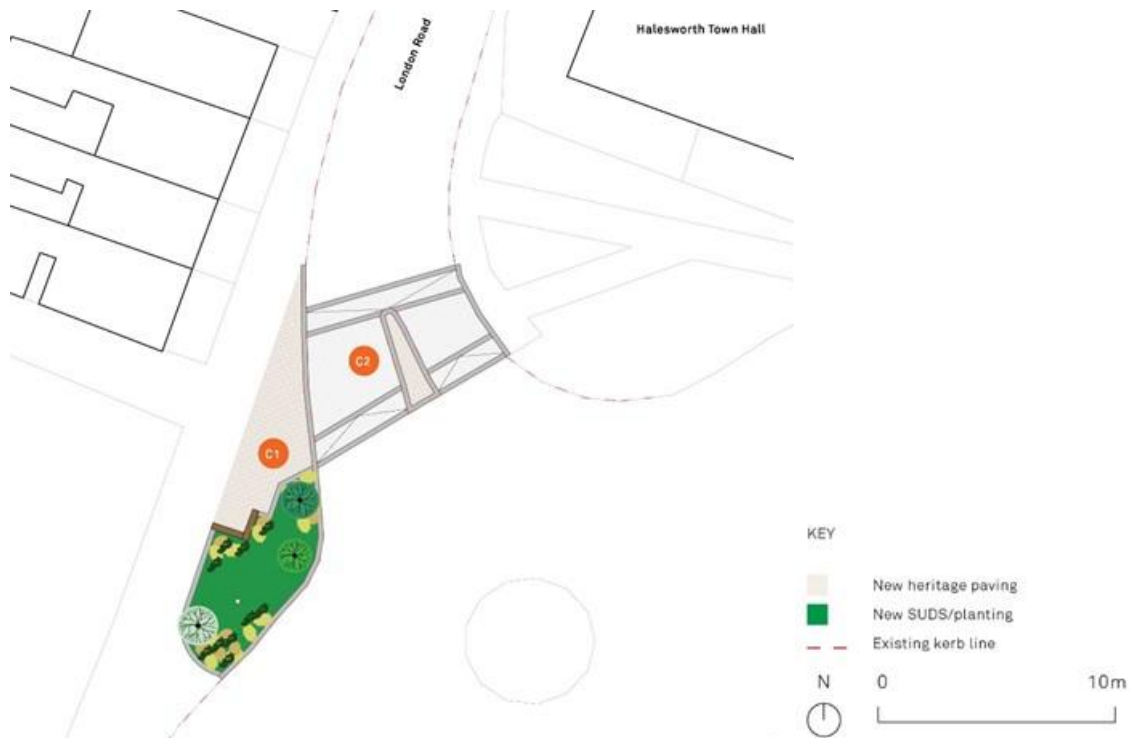 Halesworth Town Hall
London Road
C2
C1
KEY
New heritage paving
New SUDS/planting
Existing kerb line
N
0 10m